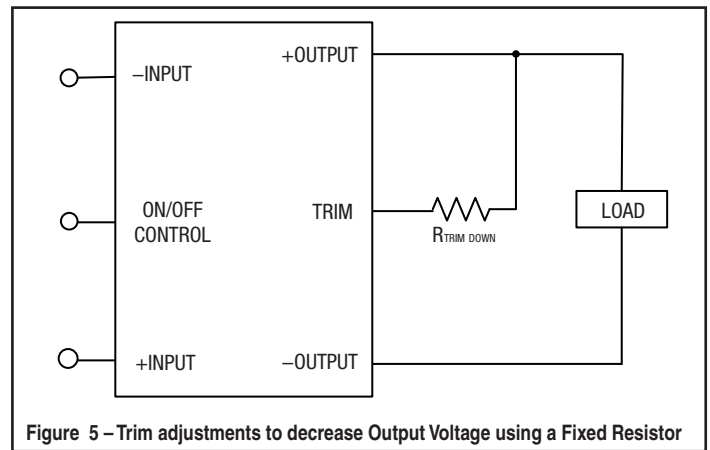 –INPUT
+OUTPUT
ON/OFF
CONTROL
TRIM
RTRIM DOWN
LOAD
+INPUT
–OUTPUT
Figure 5 – Trim adjustments to decrease Output Voltage using a Fixed Resistor